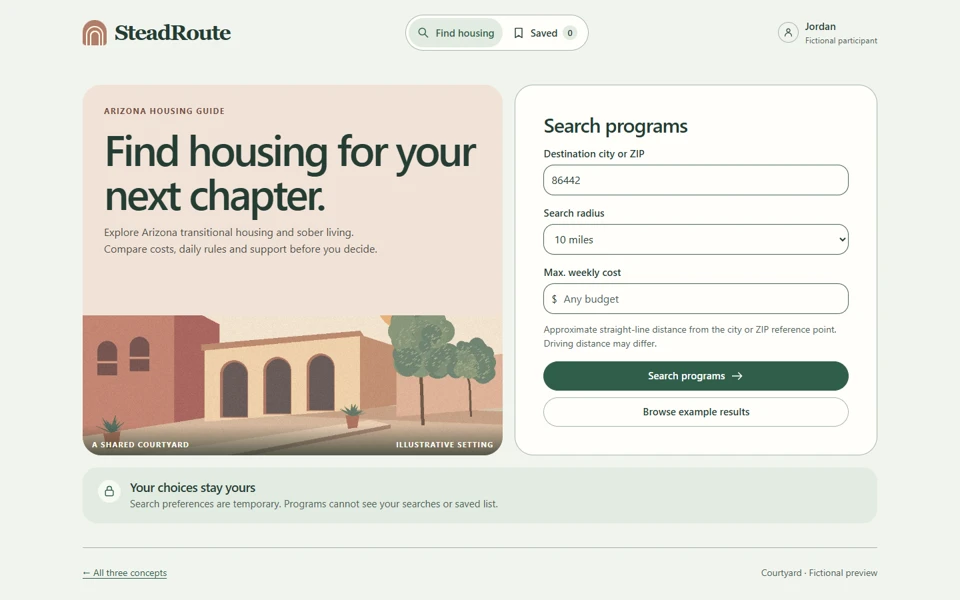 SteadRoute
Find housing
Saved 0
Jordan
Fictional participant
ARIZONA HOUSING GUIDE
Find housing for your
next chapter.
Explore Arizona transitional housing and sober living.
Compare costs, daily rules and support before you decide.
A SHARED COURTYARD
ILLUSTRATIVE SETTING
Search programs
Destination city or ZIP
86442
Search radius
10 miles
Max. weekly cost
$ Any budget
Approximate straight-line distance from the city or ZIP reference point.
Driving distance may differ.
Search programs →
Browse example results
Your choices stay yours
Search preferences are temporary. Programs cannot see your searches or saved list.
← All three concepts
Courtyard · Fictional preview